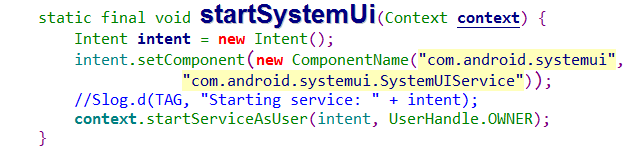 static final void startSystemUi(Context context) {
Intent intent = new Intent();
intent.setComponent(new ComponentName("com.android.systemui",
"com.android.systemui.SystemUIService"));
//Slog.d(TAG, "Starting service: " + intent);
context.startServiceAsUser(intent, UserHandle.OWNER);
}